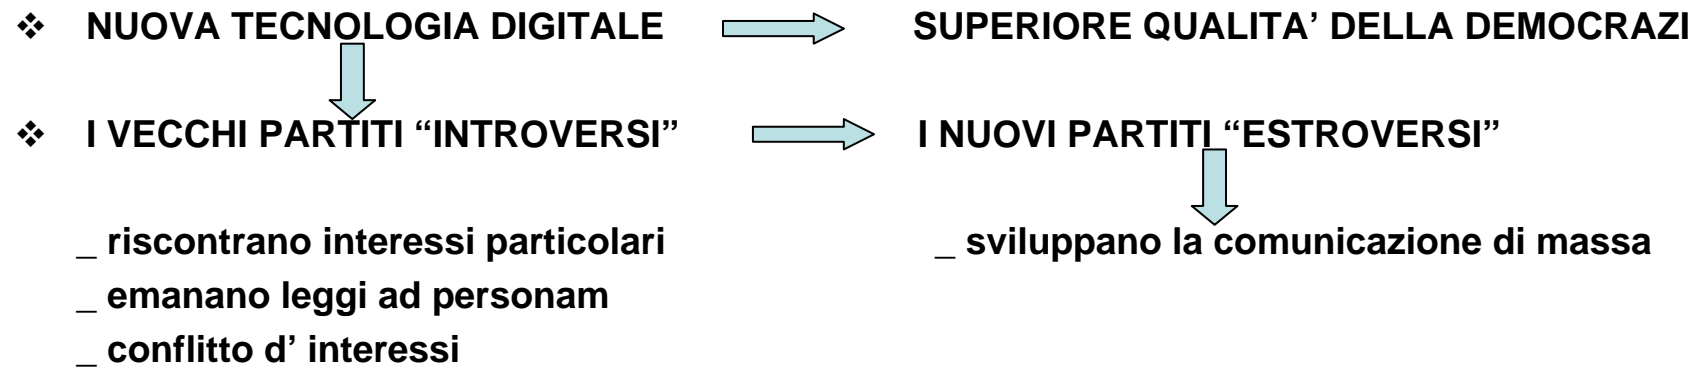 ❖ NUOVA TECNOLOGIA DIGITALE SUPERIORE QUALITA’ DELLA DEMOCRAZI
❖ I VECCHI PARTITI “INTROVERSI” I NUOVI PARTITI “ESTROVERSI”
_ riscontrano interessi particolari _ sviluppano la comunicazione di massa
_ emanano leggi ad personam
_ conflitto d’ interessi